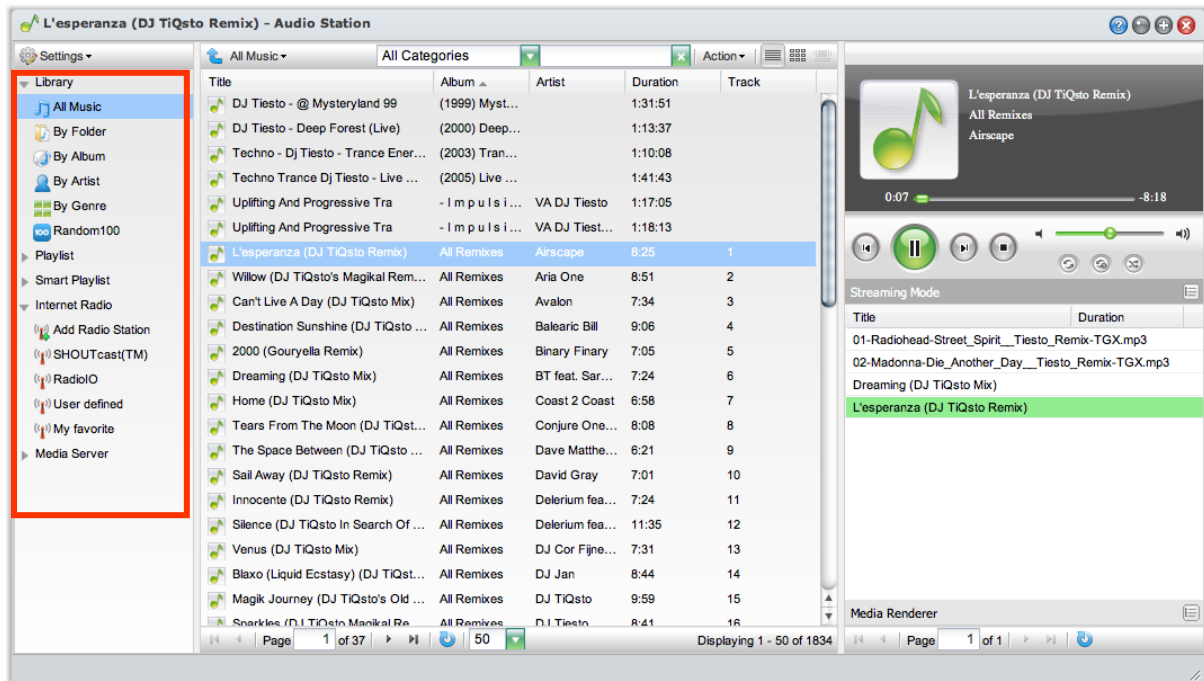 L'esperanza (DJ TiQsto Remix) - Audio Station
Settings
Library
All Music
By Folder
By Album
By Artist
By Genre
100 Random100
Playlist
Smart Playlist
Internet Radio
Add Radio Station
SHOUTcast(TM)
RadioIO
User defined
My favorite
Media Server
All Music All Categories Action
Title Album Artist Duration Track
DJ Tiesto - @ Mysteryland 99 (1999) Myst... 1:31:51
DJ Tiesto - Deep Forest (Live) (2000) Deep... 1:13:37
Techno - Dj Tiesto - Trance Ener... (2003) Tran... 1:10:08
Techno Trance Dj Tiesto - Live ... (2005) Live ... 1:41:43
Uplifting And Progressive Tra - I m p u l s i ... VA DJ Tiesto 1:17:05
Uplifting And Progressive Tra - I m p u l s i ... VA DJ Tiest... 1:18:13
L'esperanza (DJ TiQsto Remix) All Remixes Airscape 8:25 1
Willow (DJ TiQsto's Magikal Rem... All Remixes Aria One 8:51 2
Can't Live A Day (DJ TiQsto Mix) All Remixes Avalon 7:34 3
Destination Sunshine (DJ TiQsto ... All Remixes Balearic Bill 9:06 4
2000 (Gouryella Remix) All Remixes Binary Finary 7:05 5
Dreaming (DJ TiQsto Mix) All Remixes BT feat. Sar... 7:24 6
Home (DJ TiQsto Mix) All Remixes Coast 2 Coast 6:58 7
Tears From The Moon (DJ TiQst... All Remixes Conjure One... 8:08 8
The Space Between (DJ TiQsto ... All Remixes Dave Matthe... 6:21 9
Sail Away (DJ TiQsto Remix) All Remixes David Gray 7:01 10
Innocente (DJ TiQsto Remix) All Remixes Delerium fea... 7:24 11
Silence (DJ TiQsto In Search Of ... All Remixes Delerium fea... 11:35 12
Venus (DJ TiQsto Mix) All Remixes DJ Cor Fijne... 7:31 13
Blaxo (Liquid Ecstasy) (DJ TiQst... All Remixes DJ Jan 8:44 14
Magik Journey (DJ TiQsto's Old ... All Remixes DJ TiQsto 9:59 15
Sparkles (DJ TiQsto Magikal Re... All Remixes DJ Tiesto 8:41 16
Page 1 of 37 50 Displaying 1 - 50 of 1834
L'esperanza (DJ TiQsto Remix)
All Remixes
Airscape
0:07 -8:18
Streaming Mode
Title Duration
01-Radiohead-Street_Spirit__Tiesto_Remix-TGX.mp3
02-Madonna-Die_Another_Day__Tiesto_Remix-TGX.mp3
Dreaming (DJ TiQsto Mix)
L'esperanza (DJ TiQsto Remix)
Media Renderer
Page 1 of 1